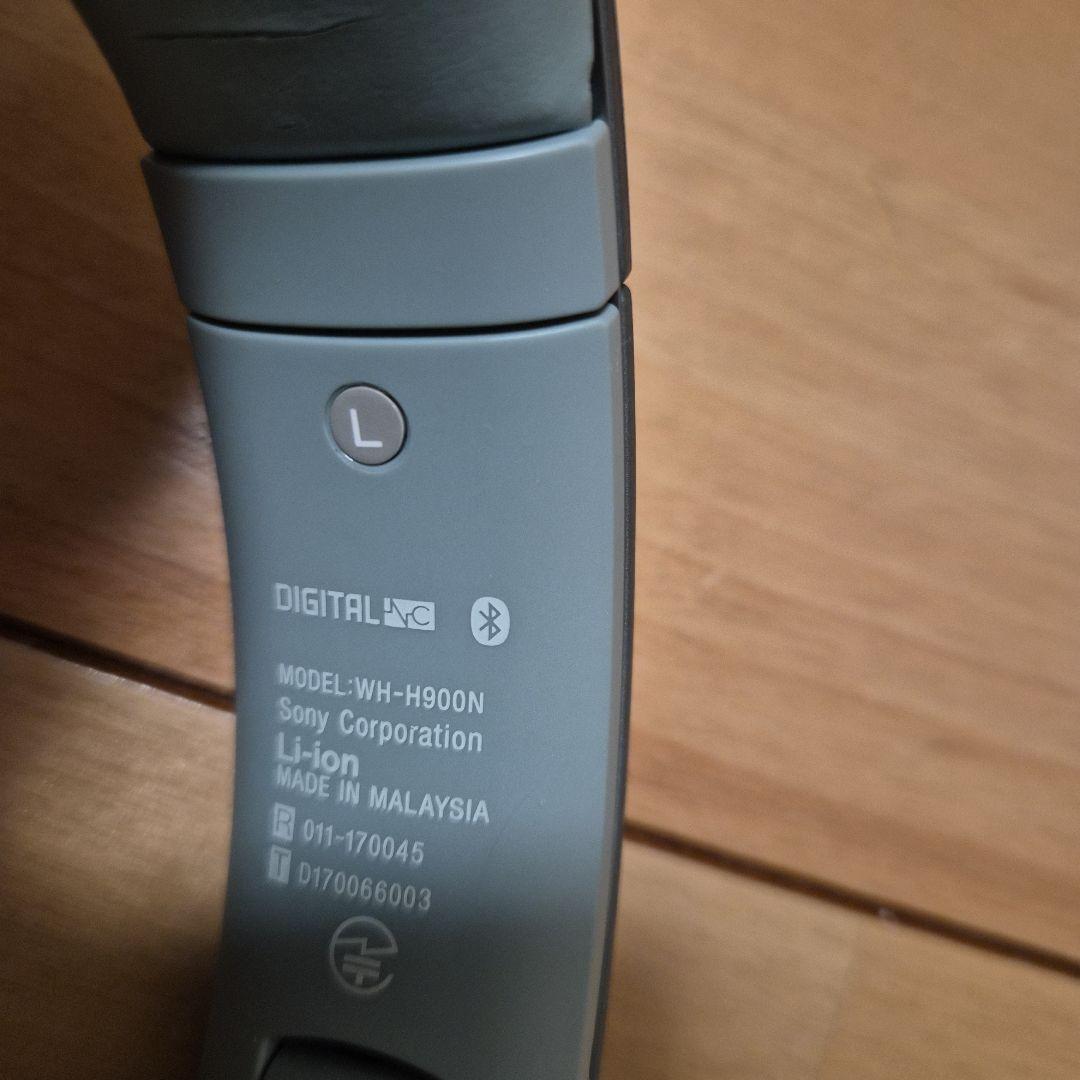 L
DIGITAL NC
MODEL:WH-H900N
Sony Corporation
Li-ion
MADE IN MALAYSIA
R 011-170045
T D170066003